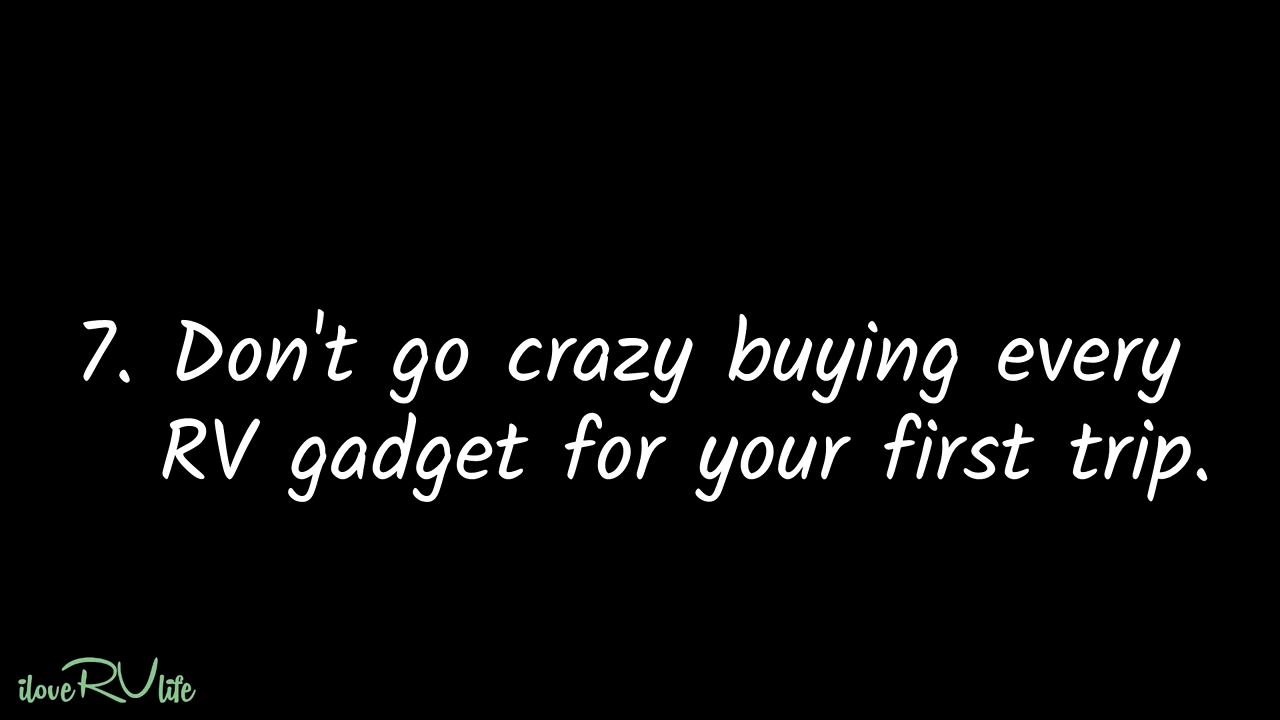 7. Don't go crazy buying every
RV gadget for your first trip.
iloveRVlife